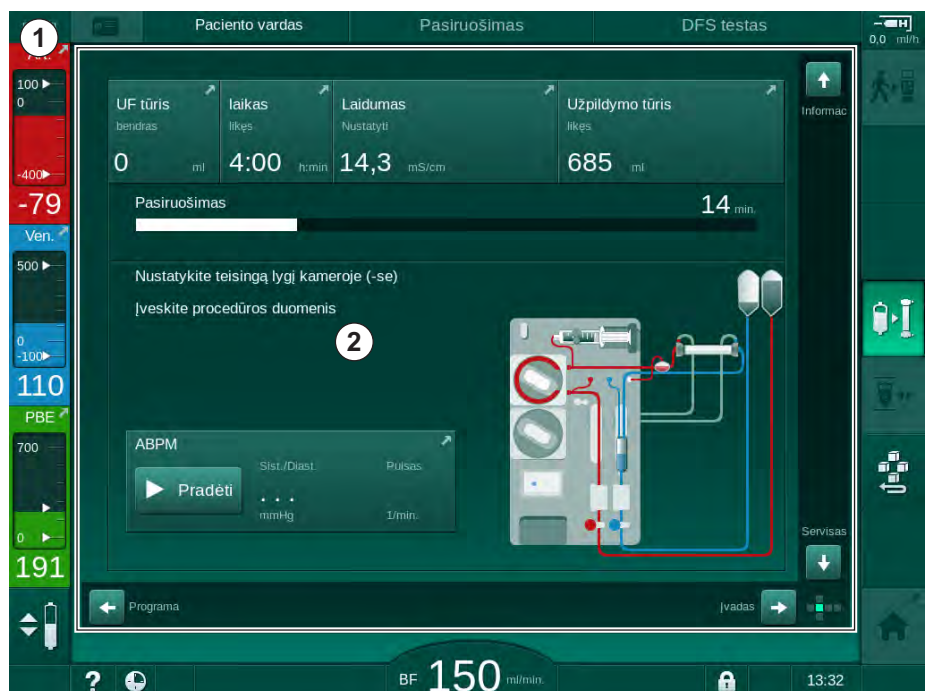 Paciento vardas
Pasiruošimas
DFS testas
0,0 ml/h
1
100
0
-400
-79
Ven.
500
0
-100
110
PBE
700
0
191
UF tūris
bendras
0 ml
laikas
likęs
4:00 h:min
Laidumas
Nustatyti
14,3 mS/cm
Užpildymo tūris
likęs
685 ml
Informac
Pasiruošimas
14 min.
Nustatykite teisingą lygį kameroje (-se)
Įveskite procedūros duomenis
2
ABPM
Pradėti
Sist./Diast.
Pulsas
. . .
mmHg
1/min.
Servisas
Programa
Įvadas
? BF 150 ml/min. 13:32